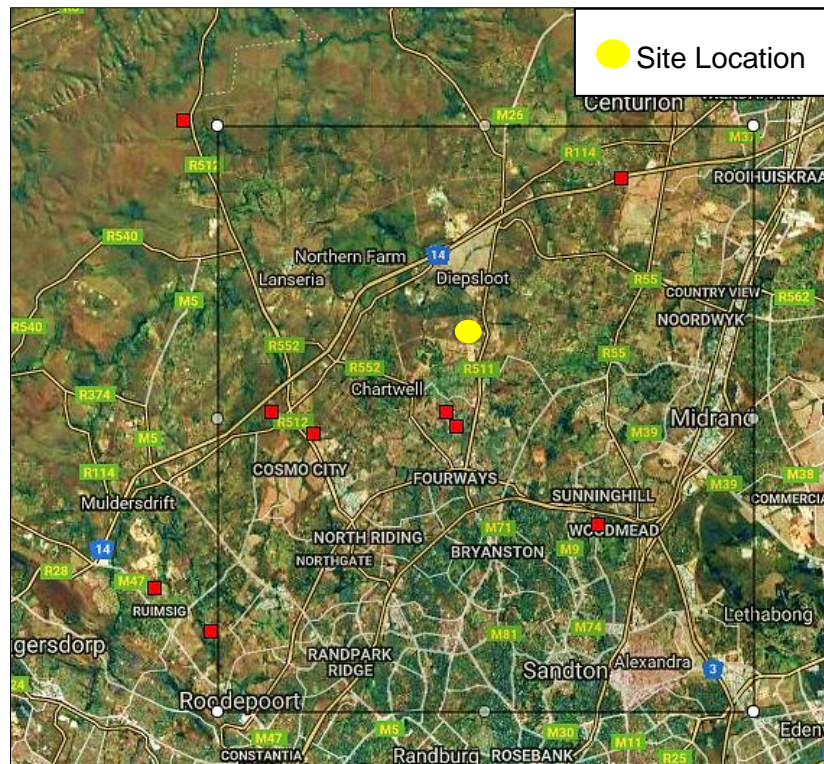 Site Location
Centurion
M26
M37
R114
R512
ROOIHUISKRAA
R540
Northern Farm
14
Lanseria
Diepsloot
R55
COUNTRY VIEW
R562
M5
NOORDWYK
R540
R552
R55
R552
R511
Chartwell
R374
R512
Midrand
M5
M39
R114
COSMO CITY
FOURWAYS
M39
M38
Muldersdrift
SUNNINGHILL
COMMERCIA
NORTH RIDING
M71
WOODMEAD
14
BRYANSTON
M9
NORTHGATE
R28
M47
RUIMSIG
Lethabong
M81
M74
gersdorp
RANDPARK
RIDGE
Sandton
Alexandra
3
24
Roodepoort
M47
M5
M30
M11
Eden
CONSTANTIA
Randburg
ROSEBANK
R25